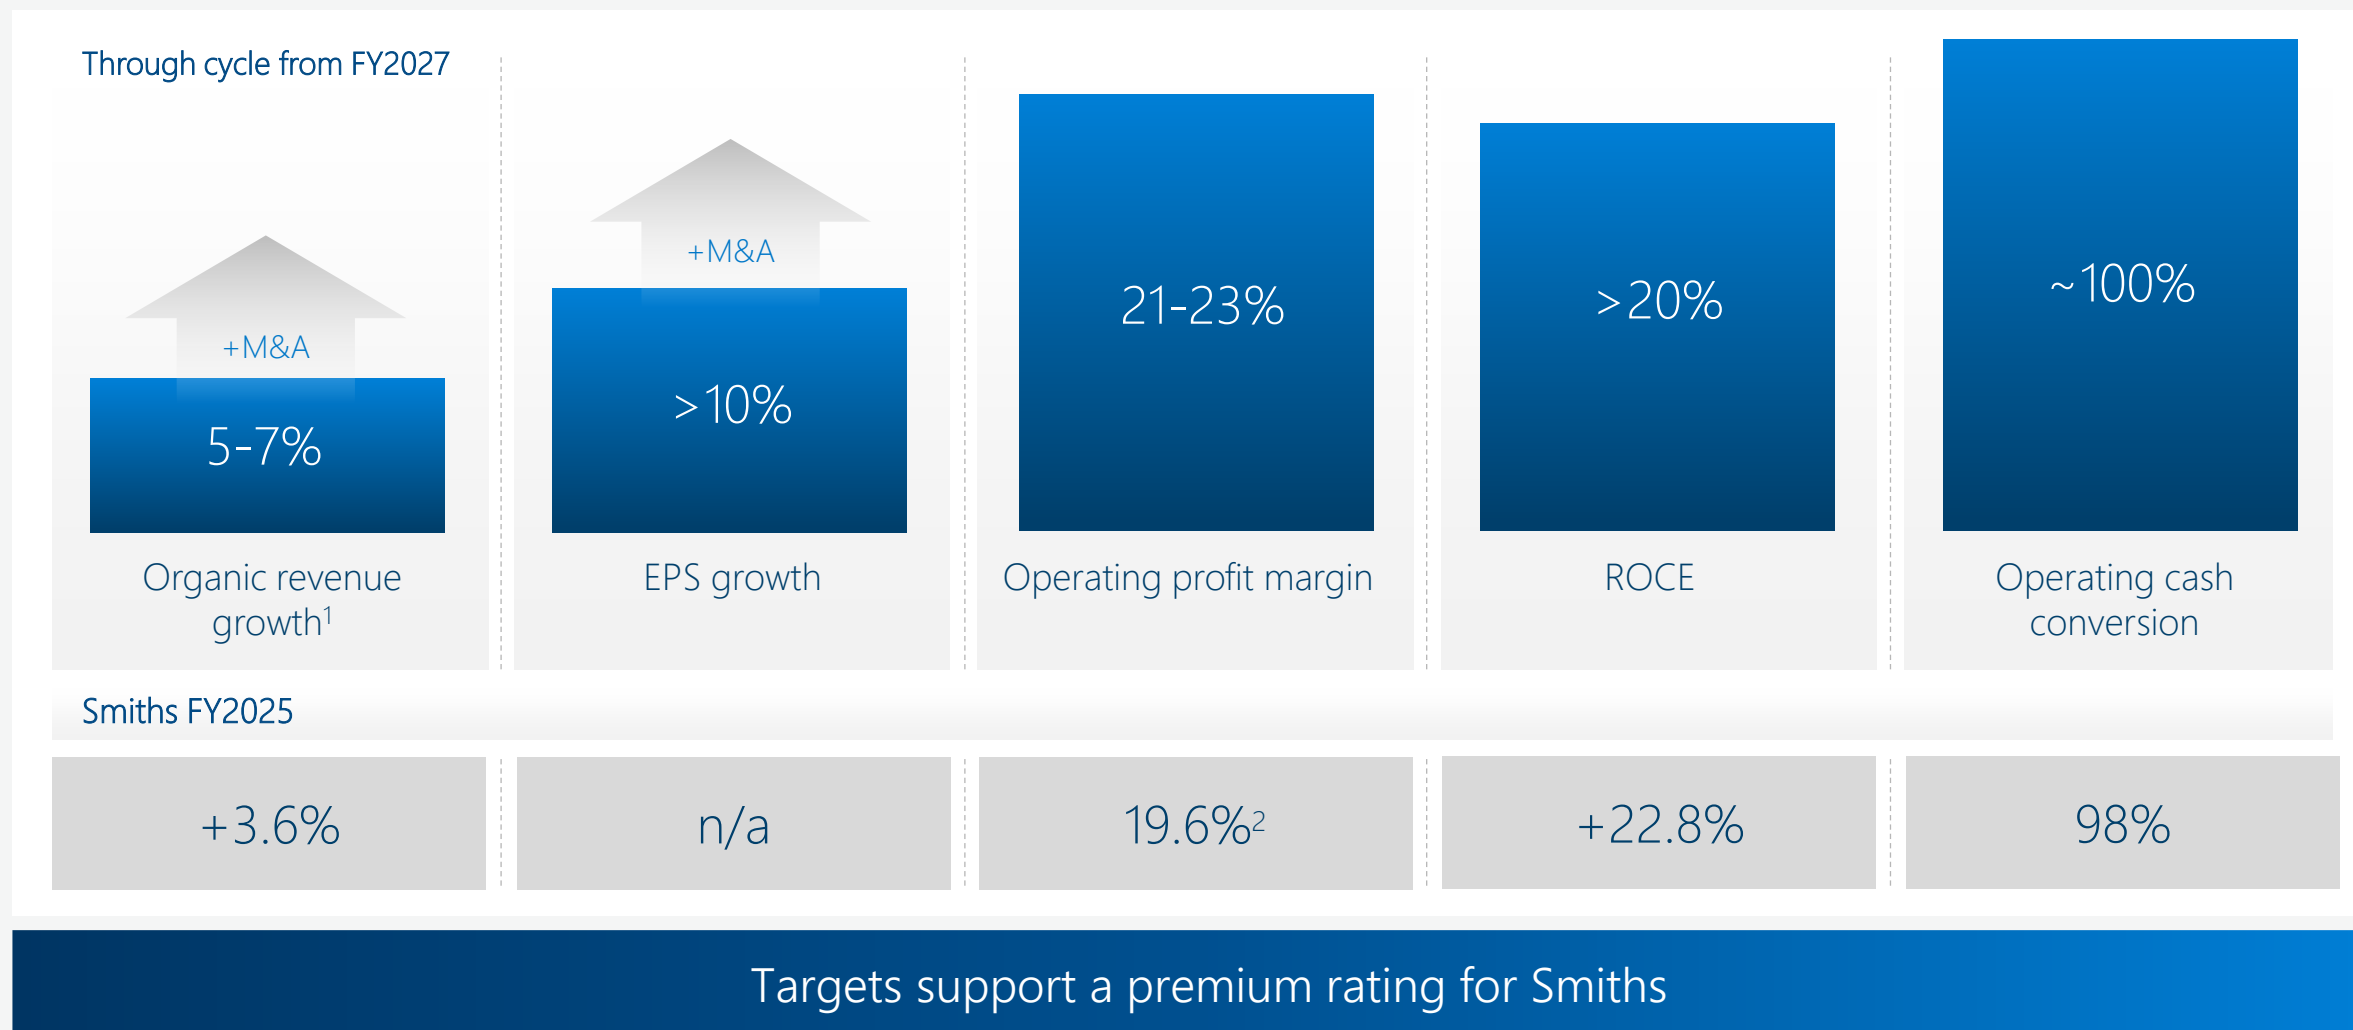 Through cycle from FY2027
+M&A
5-7%
Organic revenue
growth1
+M&A
>10%
EPS growth
21-23%
Operating profit margin
>20%
ROCE
~100%
Operating cash
conversion
Smiths FY2025
+3.6%
n/a
19.6%2
+22.8%
98%
Targets support a premium rating for Smiths